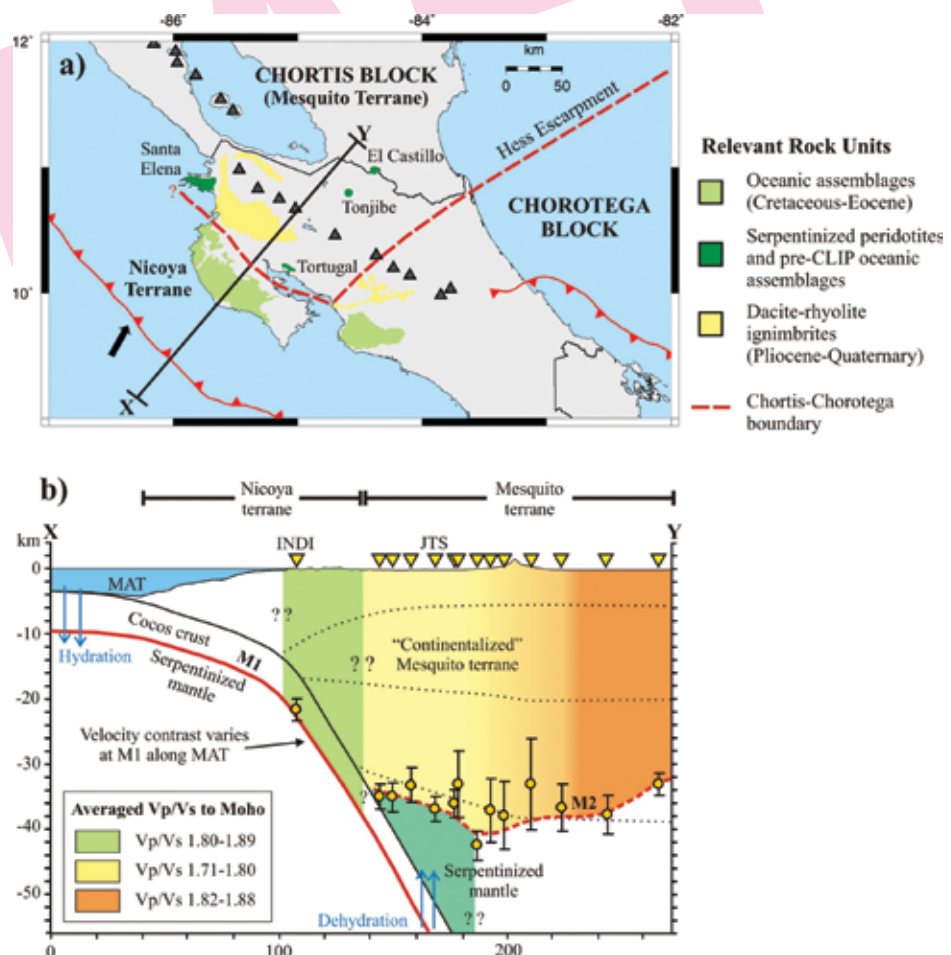 -86°
-84°
-82°
12°
10°
a)
km
0
50
CHORTIS BLOCK
(Mesquito Terrane)
Y
Santa
Elena
El Castillo
Hess Escarpment
?
Tonjibe
CHOROTEGA
BLOCK
Nicoya
Terrane
Tortugal
X
Relevant Rock Units
Oceanic assemblages
(Cretaceous-Eocene)
Serpentinized peridotites
and pre-CLIP oceanic
assemblages
Dacite-rhyolite
ignimbrites
(Pliocene-Quaternary)
Chortis-Chorotega
boundary
b)
Nicoya
terrane
Mesquito
terrane
X
Y
km
INDI
JTS
0
MAT
? ?
-10
Cocos crust
M1
"Continentalized"
Mesquito terrane
Hydration
Serpentinized
mantle
? ?
-20
Velocity contrast varies
at M1 along MAT
-30
?
M2
Averaged Vp/Vs to Moho
Vp/Vs 1.80-1.89
Vp/Vs 1.71-1.80
Vp/Vs 1.82-1.88
-40
Serpentinized
mantle
-50
Dehydration
? ?
0
100
200